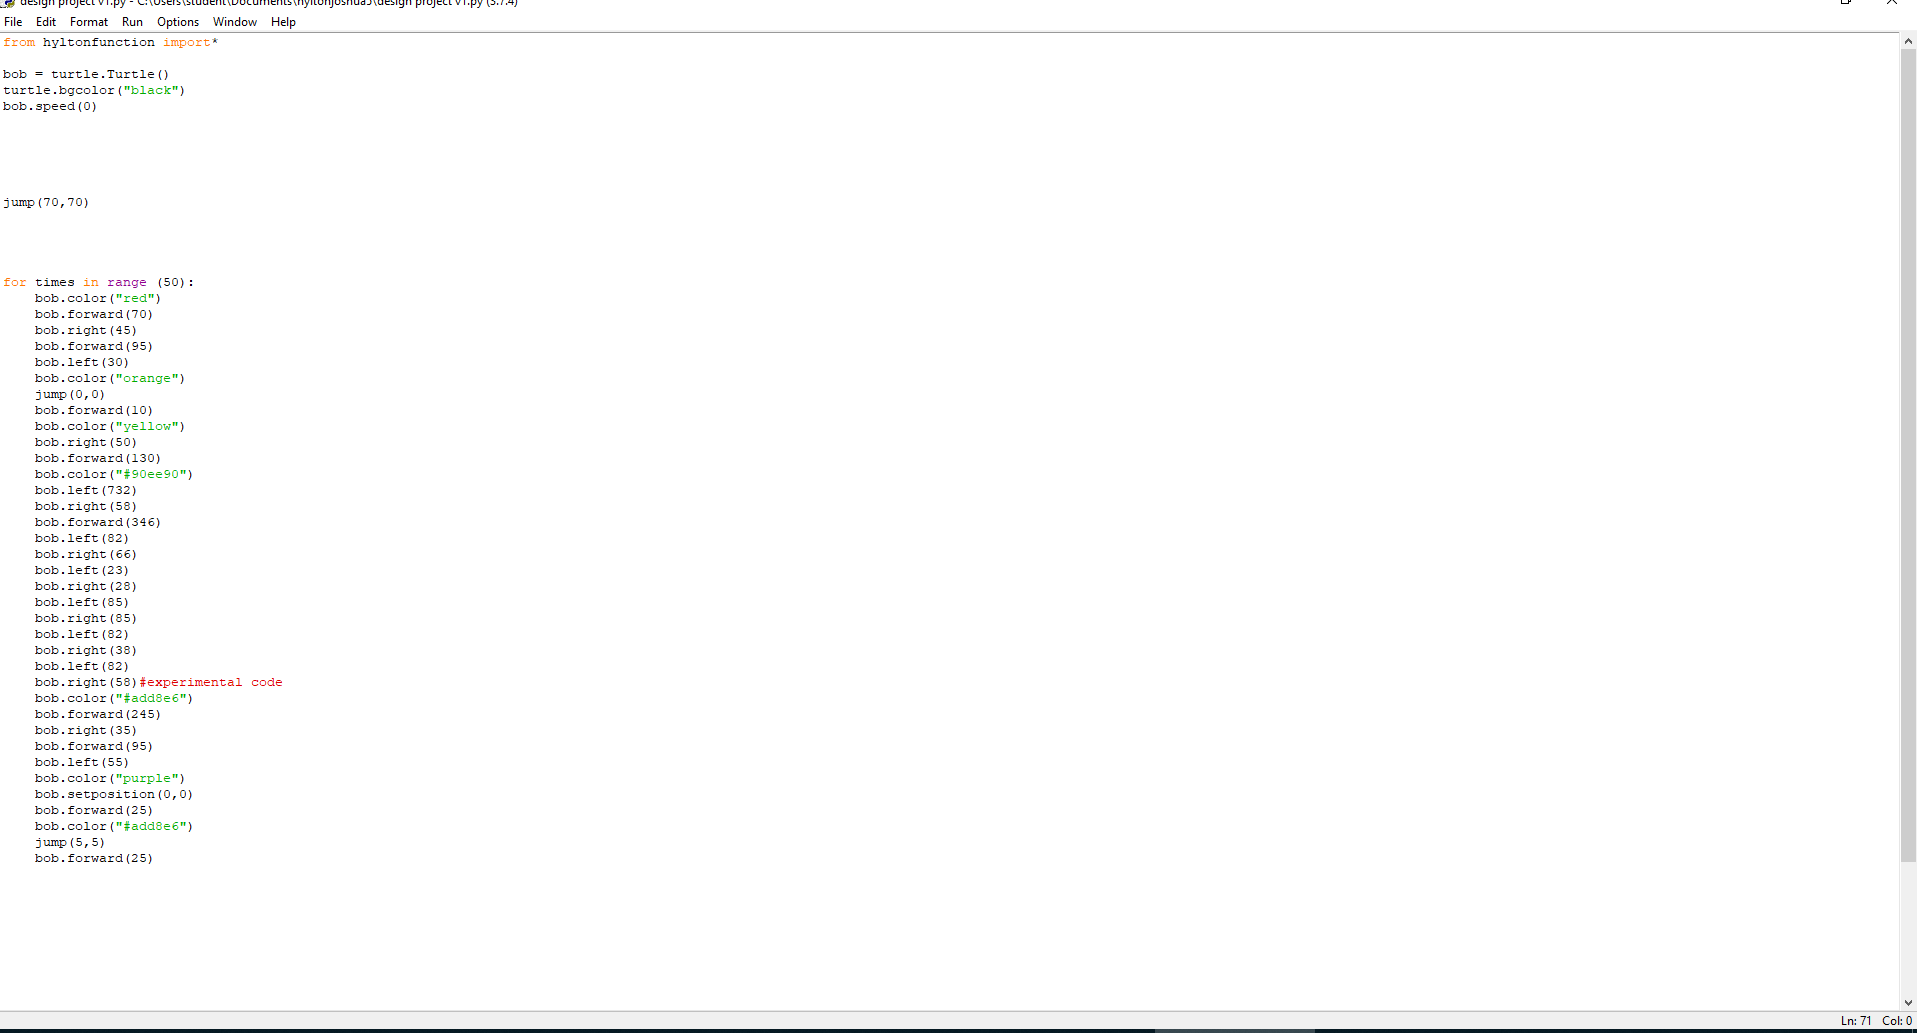 design project v1.py - C:\Users\student\Documents\hyltonjoshua5\design project v1.py (3.7.4)
File Edit Format Run Options Window Help
from hyltonfunction import*
bob = turtle.Turtle()
turtle.bgcolor("black")
bob.speed(0)
jump(70,70)
for times in range (50):
bob.color("red")
bob.forward(70)
bob.right(45)
bob.forward(95)
bob.left(30)
bob.color("orange")
jump(0,0)
bob.forward(10)
bob.color("yellow")
bob.right(50)
bob.forward(130)
bob.color("#90ee90")
bob.left(732)
bob.right(58)
bob.forward(346)
bob.left(82)
bob.right(66)
bob.left(23)
bob.right(28)
bob.left(85)
bob.right(85)
bob.left(82)
bob.right(38)
bob.left(82)
bob.right(58)#experimental code
bob.color("#add8e6")
bob.forward(245)
bob.right(35)
bob.forward(95)
bob.left(55)
bob.color("purple")
bob.setposition(0,0)
bob.forward(25)
bob.color("#add8e6")
jump(5,5)
bob.forward(25)
Ln: 71 Col: 0